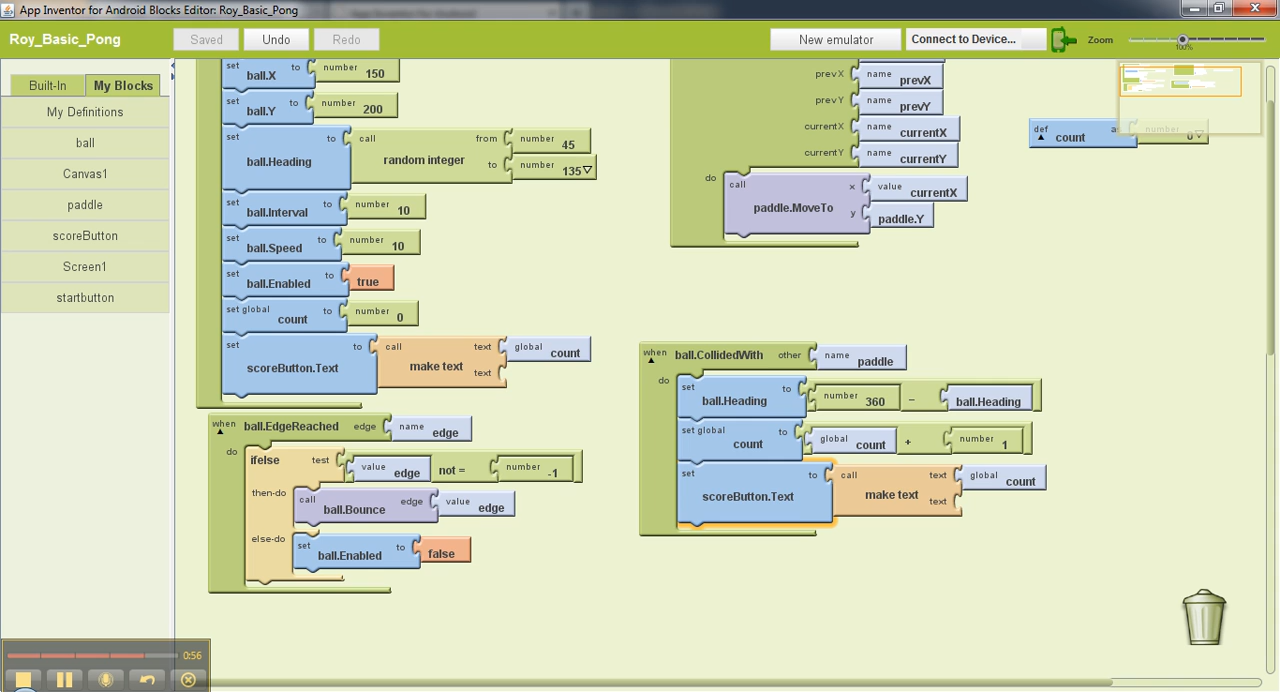 App Inventor for Android Blocks Editor: Roy_Basic_Pong
Roy_Basic_Pong
Saved
Undo
Redo
New emulator
Connect to Device...
Zoom
100%
Built-In
My Blocks
My Definitions
ball
Canvas1
paddle
scoreButton
Screen1
startbutton
set ball.X to number 150
set ball.Y to number 200
set ball.Heading to call random integer from number 45
to number 135
set ball.Interval to number 10
set ball.Speed to number 10
set ball.Enabled to true
set global count to number 0
set scoreButton.Text to call make text text global count
text
when ball.EdgeReached edge name edge
do ifelse test value edge not = number -1
then-do call ball.Bounce edge value edge
else-do set ball.Enabled to false
prevX name prevX
prevY name prevY
currentX name currentX
currentY name currentY
do call paddle.MoveTo x value currentX
y paddle.Y
def count as number 0
when ball.CollidedWith other name paddle
do set ball.Heading to number 360 - ball.Heading
set global count to global count + number 1
set scoreButton.Text to call make text text global count
text
0:56